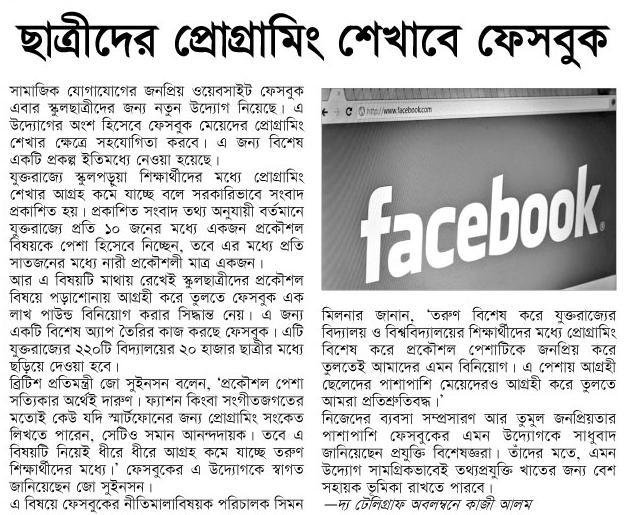 ছাত্রীদের প্রোগ্রামিং শেখাবে ফেসবুক
সামাজিক যোগাযোগের জনপ্রিয় ওয়েবসাইট ফেসবুক
এবার স্কুলছাত্রীদের জন্য নতুন উদ্যোগ নিয়েছে। এ
উদ্যোগের অংশ হিসেবে ফেসবুক মেয়েদের প্রোগ্রামিং
শেখার ক্ষেত্রে সহযোগিতা করবে। এ জন্য বিশেষ
একটি প্রকল্প ইতিমধ্যে নেওয়া হয়েছে।
যুক্তরাজ্যে স্কুলপড়ুয়া শিক্ষার্থীদের মধ্যে প্রোগ্রামিং
শেখার আগ্রহ কমে যাচ্ছে বলে সরকারিভাবে সংবাদ
প্রকাশিত হয়। প্রকাশিত সংবাদ তথ্য অনুযায়ী বর্তমানে
যুক্তরাজ্যে প্রতি ১০ জনের মধ্যে একজন প্রকৌশল
বিষয়কে পেশা হিসেবে নিচ্ছেন, তবে এর মধ্যে প্রতি
সাতজনের মধ্যে নারী প্রকৌশলী মাত্র একজন।
আর এ বিষয়টি মাথায় রেখেই স্কুলছাত্রীদের প্রকৌশল
বিষয়ে পড়াশোনায় আগ্রহী করে তুলতে ফেসবুক এক
লাখ পাউন্ড বিনিয়োগ করার সিদ্ধান্ত নেয়। এ জন্য
একটি বিশেষ অ্যাপ তৈরির কাজ করছে ফেসবুক। এটি
যুক্তরাজ্যের ২২০টি বিদ্যালয়ের ২০ হাজার ছাত্রীর মধ্যে
ছড়িয়ে দেওয়া হবে।
ব্রিটিশ প্রতিমন্ত্রী জো সুইনসন বলেন, ‘প্রকৌশল পেশা
সত্যিকার অর্থেই দারুণ। ফ্যাশন কিংবা সংগীতজগতের
মতোই কেউ যদি স্মার্টফোনের জন্য প্রোগ্রামিং সংকেত
লিখতে পারেন, সেটিও সমান আনন্দদায়ক। তবে এ
বিষয়টি নিয়েই ধীরে ধীরে আগ্রহ কমে যাচ্ছে তরুণ
শিক্ষার্থীদের মধ্যে।’ ফেসবুকের এ উদ্যোগকে স্বাগত
জানিয়েছেন জো সুইনসন।
এ বিষয়ে ফেসবুকের নীতিমালাবিষয়ক পরিচালক সিমন
http://www.facebook.com
facebook®
মিলনার জানান, ‘তরুণ বিশেষ করে যুক্তরাজ্যের
বিদ্যালয় ও বিশ্ববিদ্যালয়ের শিক্ষার্থীদের মধ্যে প্রোগ্রামিং
বিশেষ করে প্রকৌশল পেশাটিকে জনপ্রিয় করে
তুলতেই আমাদের এমন বিনিয়োগ। এ পেশায় আগ্রহী
ছেলেদের পাশাপাশি মেয়েদেরও আগ্রহী করে তুলতে
আমরা প্রতিশ্রুতিবদ্ধ।’
নিজেদের ব্যবসা সম্প্রসারণ আর তুমুল জনপ্রিয়তার
পাশাপাশি ফেসবুকের এমন উদ্যোগকে সাধুবাদ
জানিয়েছেন প্রযুক্তি বিশেষজ্ঞরা। তাঁদের মতে, এমন
উদ্যোগ সামগ্রিকভাবেই তথ্যপ্রযুক্তি খাতের জন্য বেশ
সহায়ক ভূমিকা রাখতে পারবে।
—দ্য টেলিগ্রাফ অবলম্বনে কাজী আলম